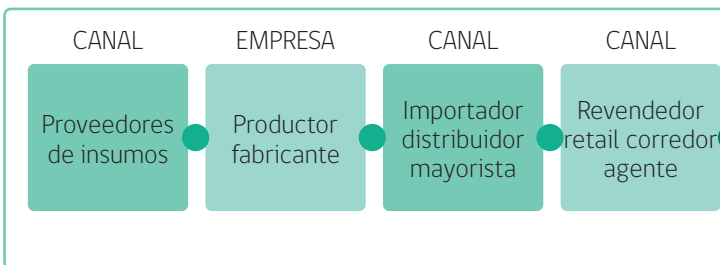 CANAL
EMPRESA
CANAL
CANAL
Proveedores
de insumos
Productor
fabricante
Importador
distribuidor
mayorista
Revendedor
retail corredor
agente